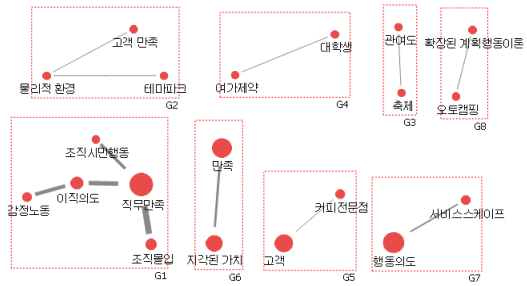 고객 만족
물리적 환경
테마파크
G2
대학생
여가제약
G4
관여도
축제
G3
확장된 계획행동이론
오토캠핑
G8
조직시민행동
이직의도
감정노동
직무만족
조직몰입
G1
만족
지각된 가치
G6
커피전문점
고객
G5
서비스스케이프
행동의도
G7